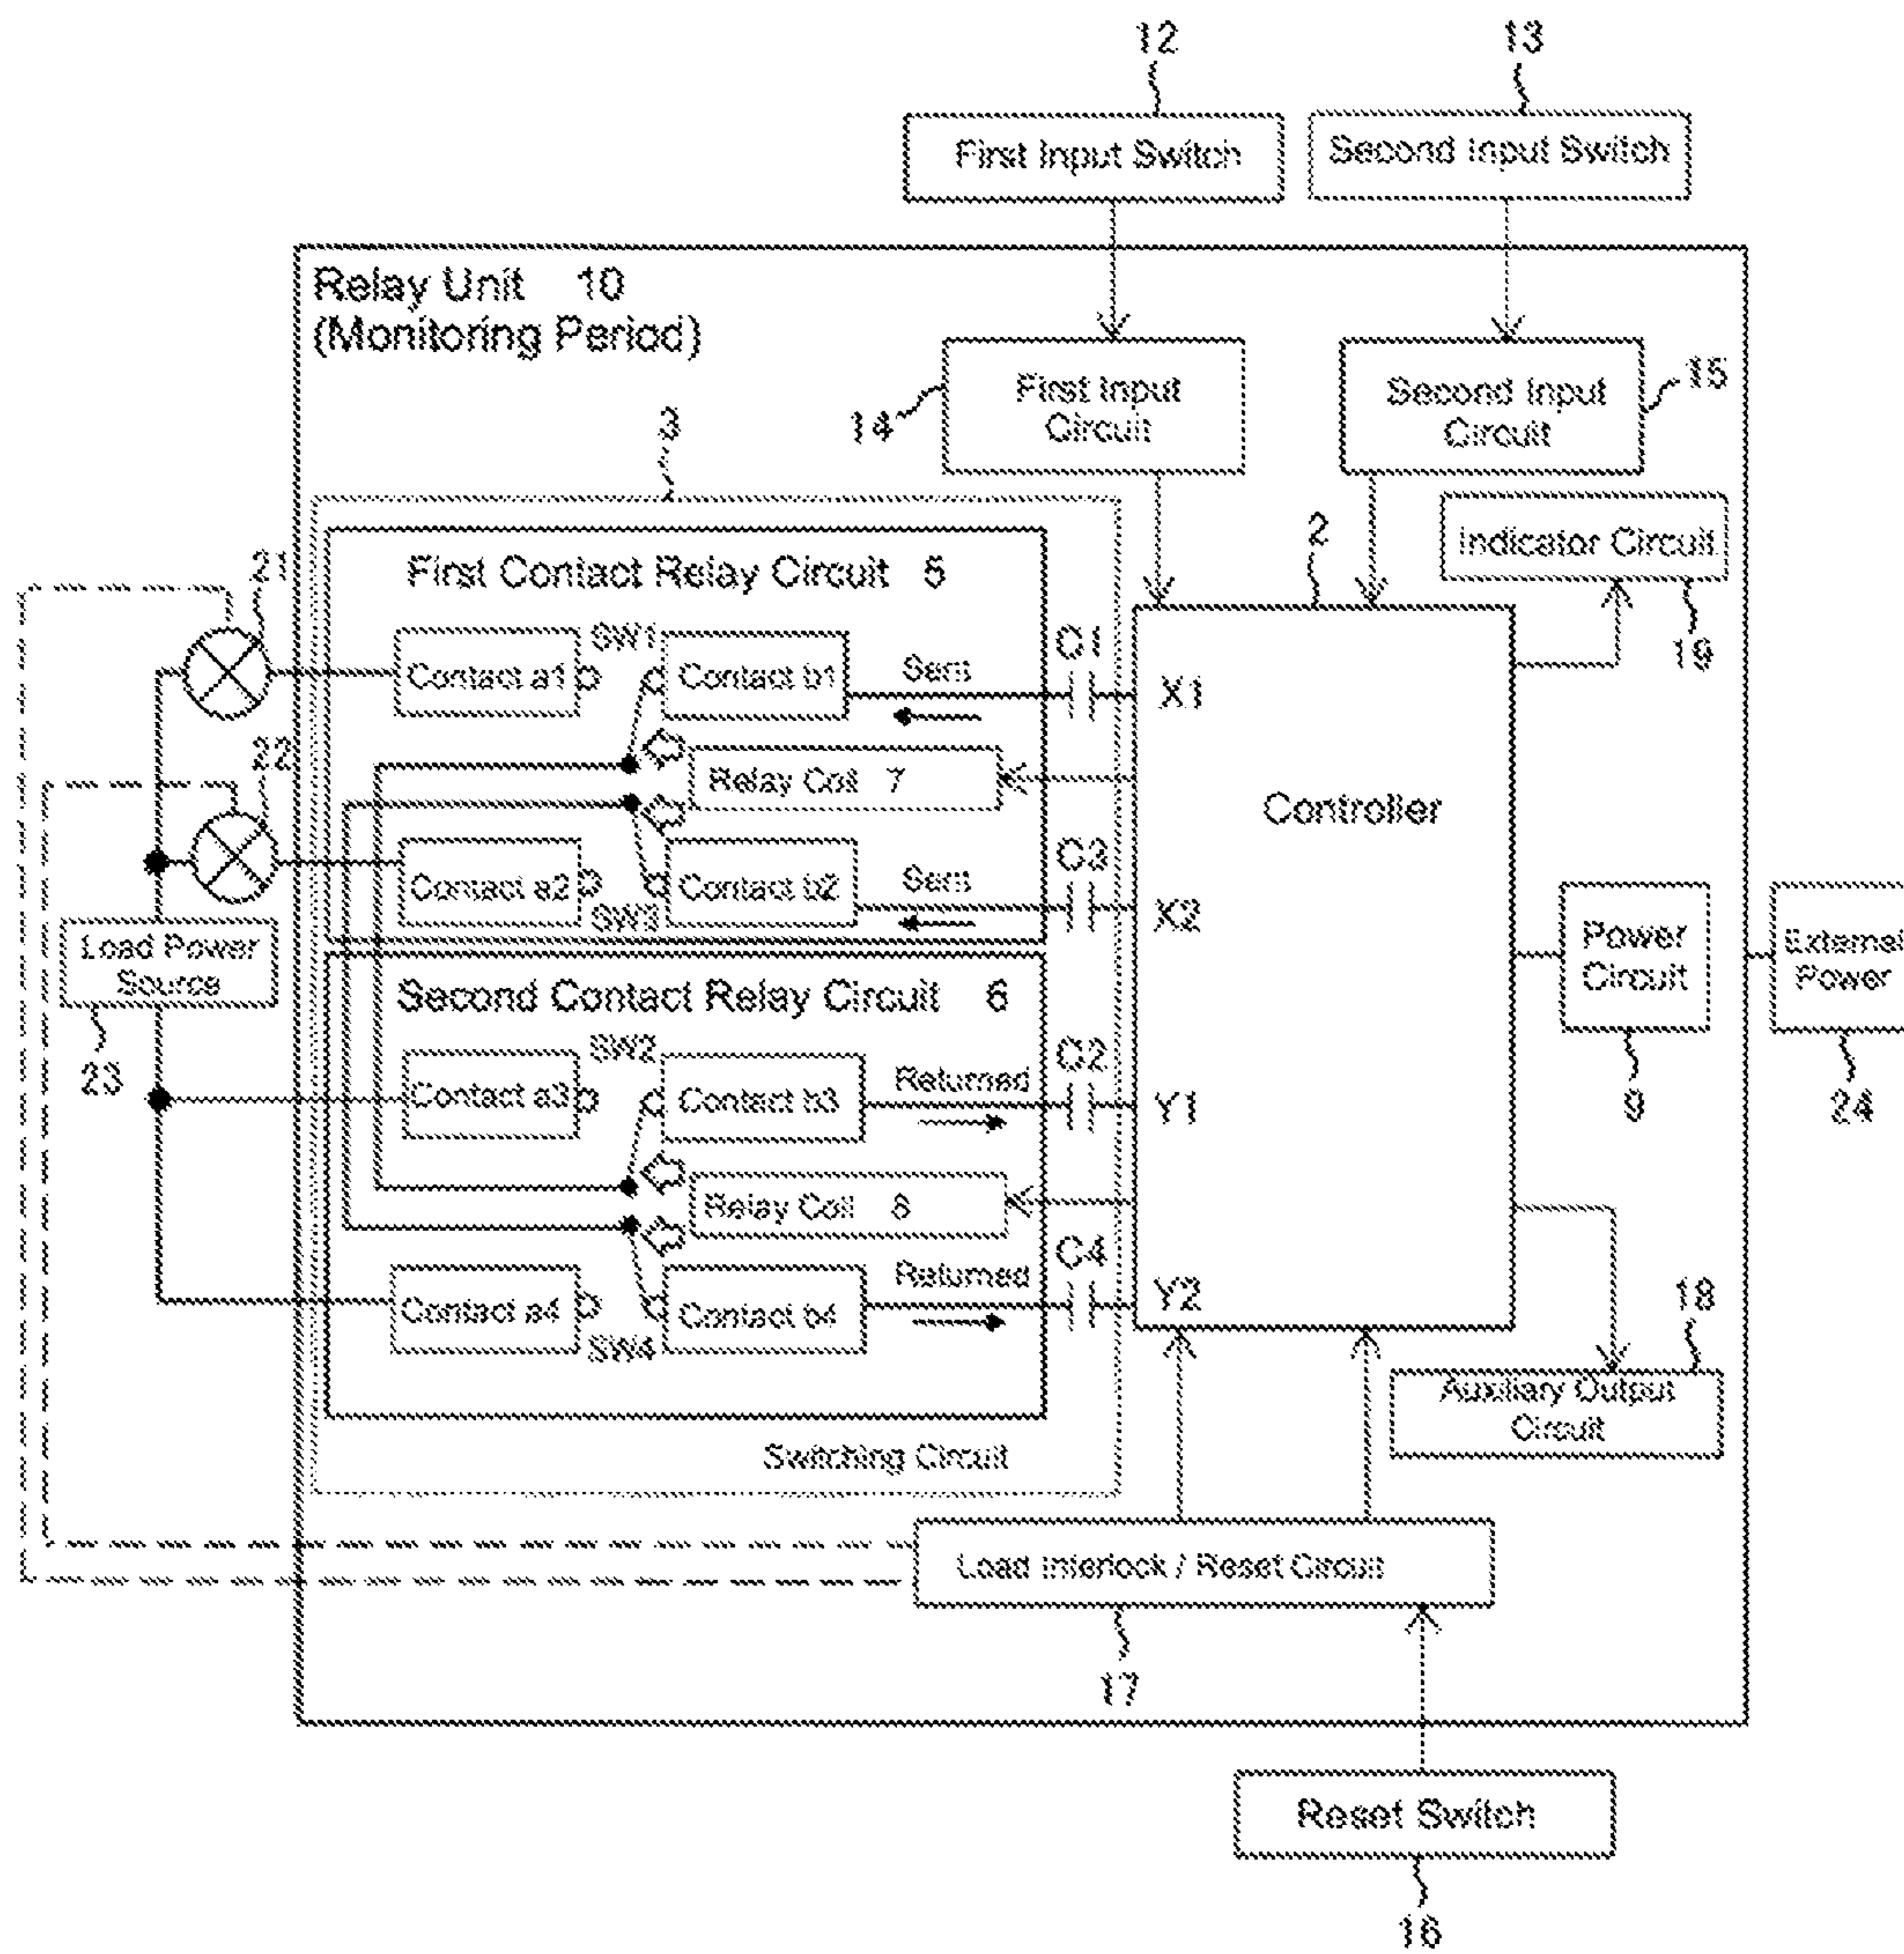 12
13
First Input Switch
Second Input Switch
Relay Unit 10
(Monitoring Period)
First Input
Circuit
14
Second Input
Circuit
15
3
2
Indicator Circuit
19
First Contact Relay Circuit 5
21
Contact a1
SW1
Contact b1
Sent
C1
X1
22
Relay Coil 7
Controller
Contact a2
SW3
Contact b2
Sent
C3
X2
Load Power
Source
23
Power
Circuit
9
External
Power
24
Second Contact Relay Circuit 6
Contact a3
SW2
Contact b3
Returned
C2
Y1
Relay Coil 8
Contact a4
SW4
Contact b4
Returned
C4
Y2
18
Auxiliary Output
Circuit
Switching Circuit
Load Interlock / Reset Circuit
17
Reset Switch
16